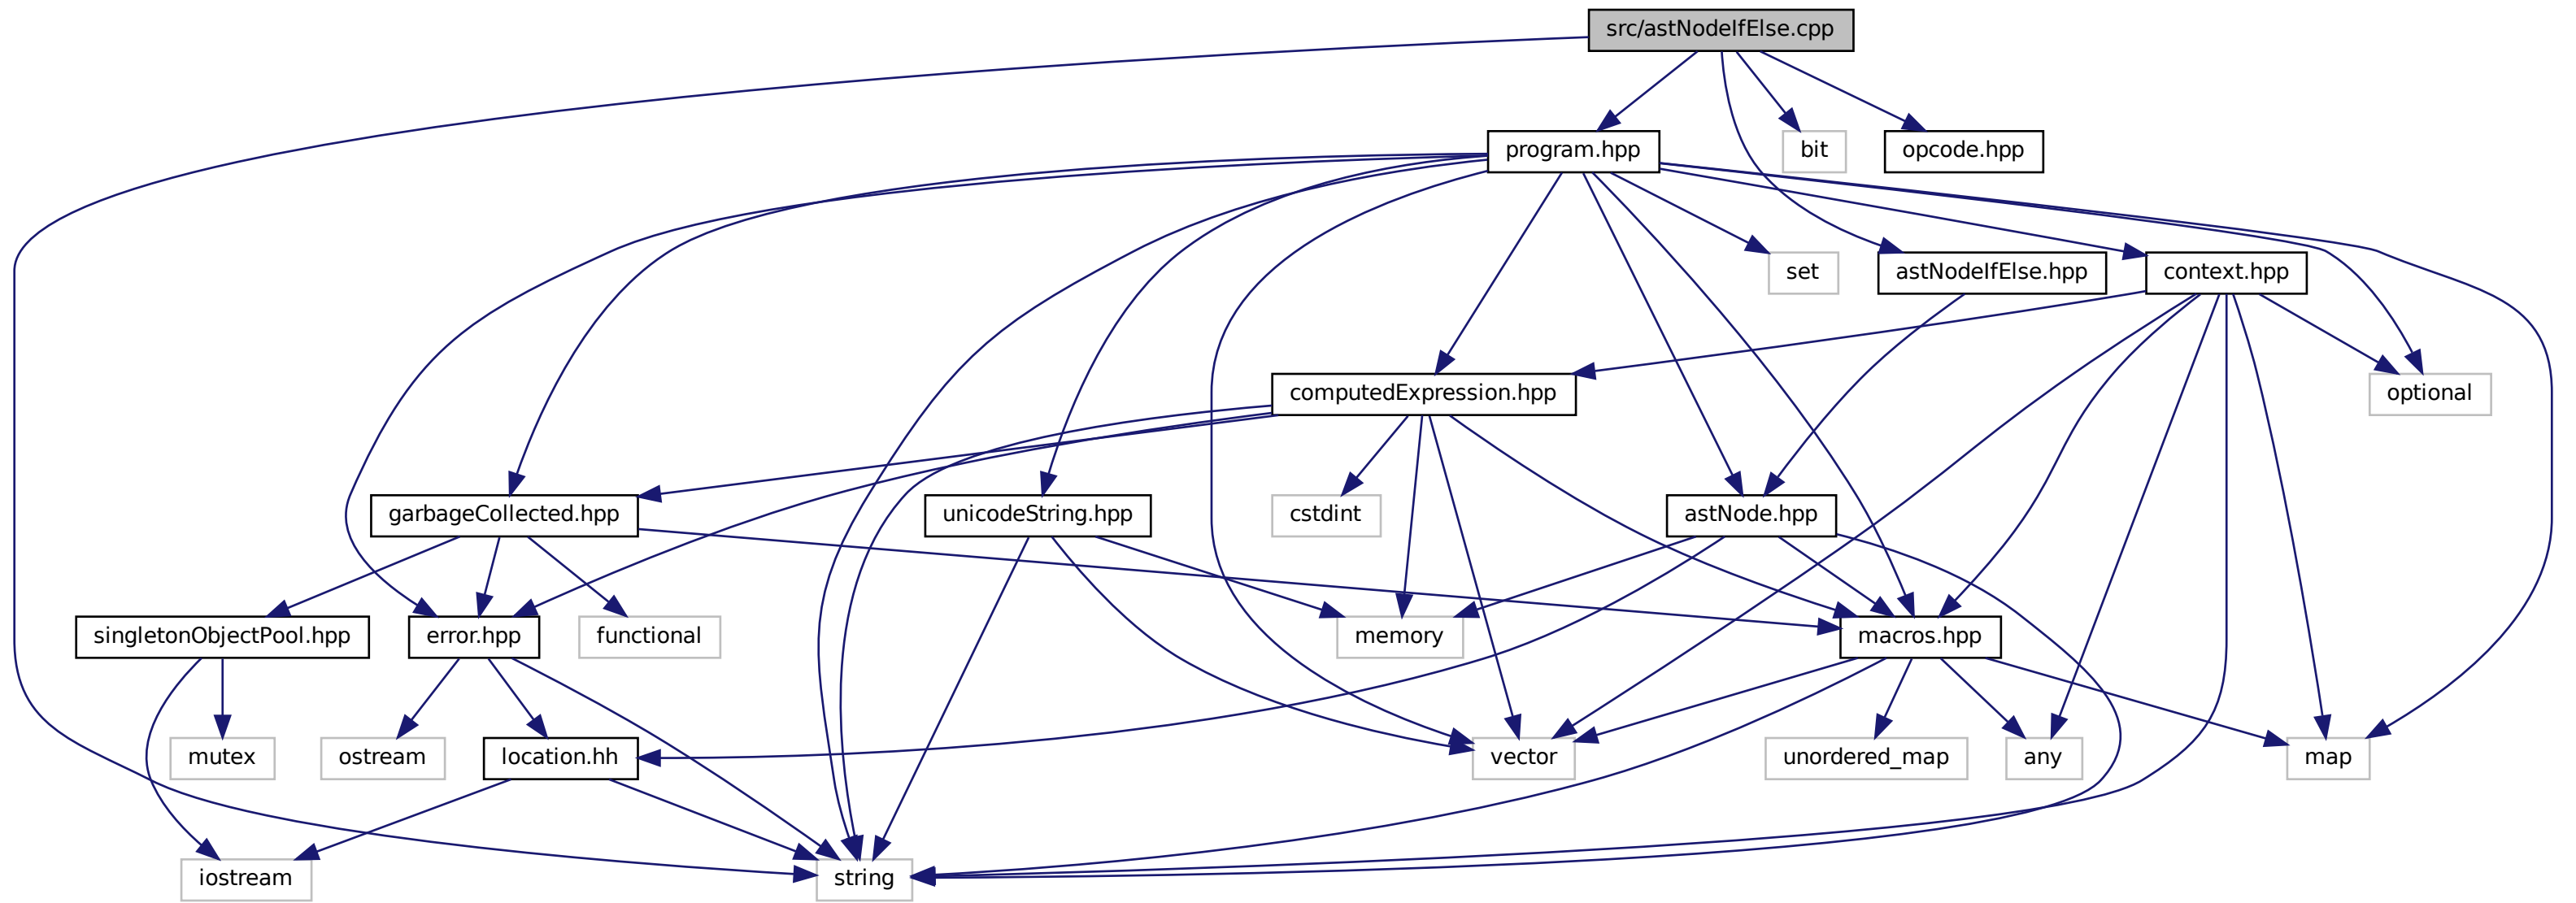 src/astNodeIfElse.cpp
program.hpp
bit
opcode.hpp
set
astNodeIfElse.hpp
context.hpp
computedExpression.hpp
optional
garbageCollected.hpp
unicodeString.hpp
cstdint
astNode.hpp
singletonObjectPool.hpp
error.hpp
functional
memory
macros.hpp
mutex
ostream
location.hh
vector
unordered_map
any
map
iostream
string